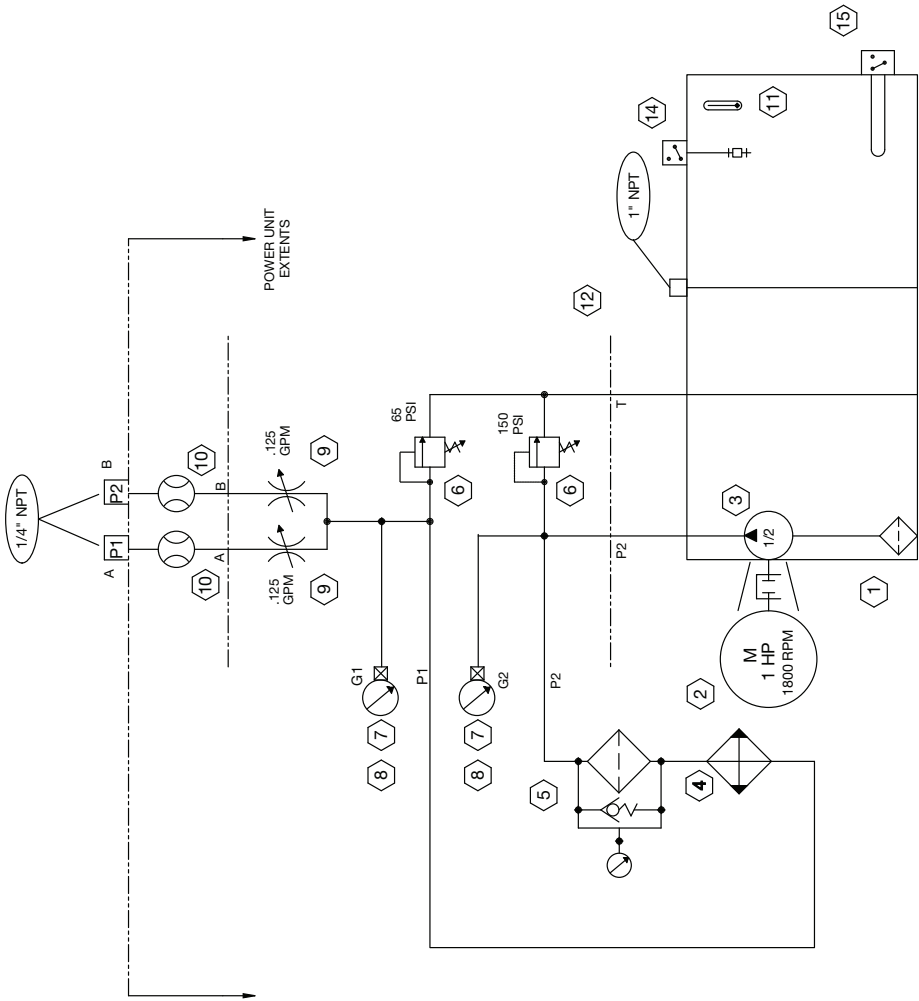 1/4" NPT
A
B
P1
P2
10
10
A
B
POWER UNIT
EXTENTS
.125
GPM
.125
GPM
9
9
65
PSI
150
PSI
6
6
G1
7
8
P1
G2
7
8
P2
P2
T
12
1" NPT
14
11
15
5
4
2
M
1 HP
1800 RPM
3
1/2
1